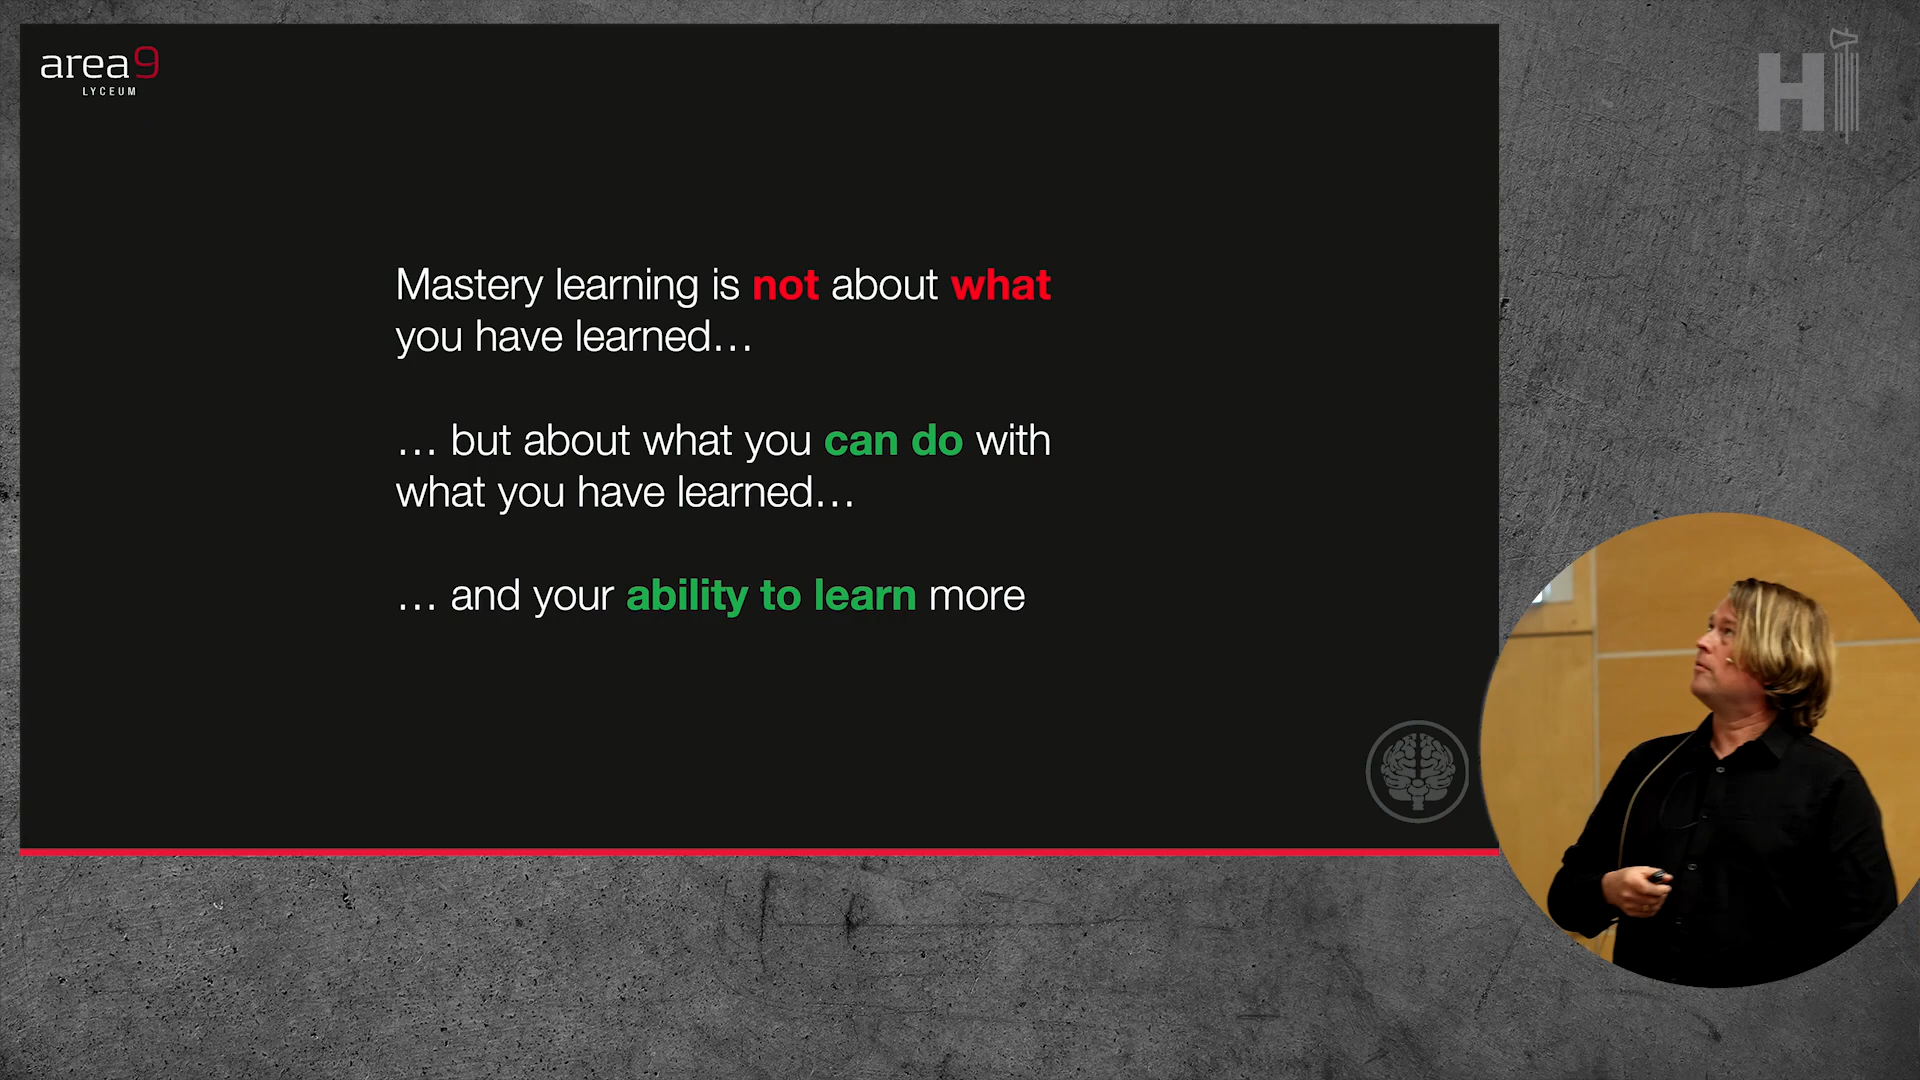 area9
LYCEUM
Mastery learning is not about what
you have learned…
… but about what you can do with
what you have learned…
… and your ability to learn more
H